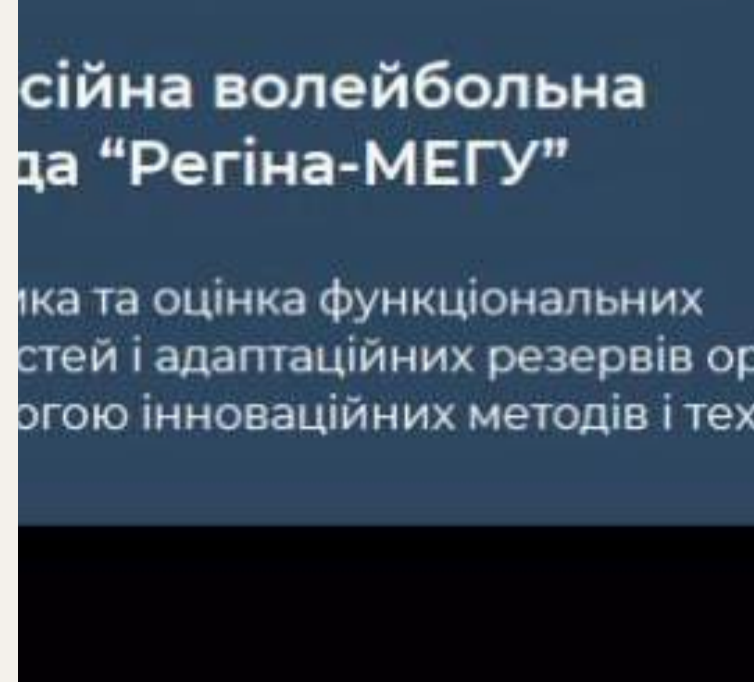 сійна волейбольна
да “Регіна-МЕГУ”
ика та оцінка функціональних
стей і адаптаційних резервів ор
огою інноваційних методів і тех